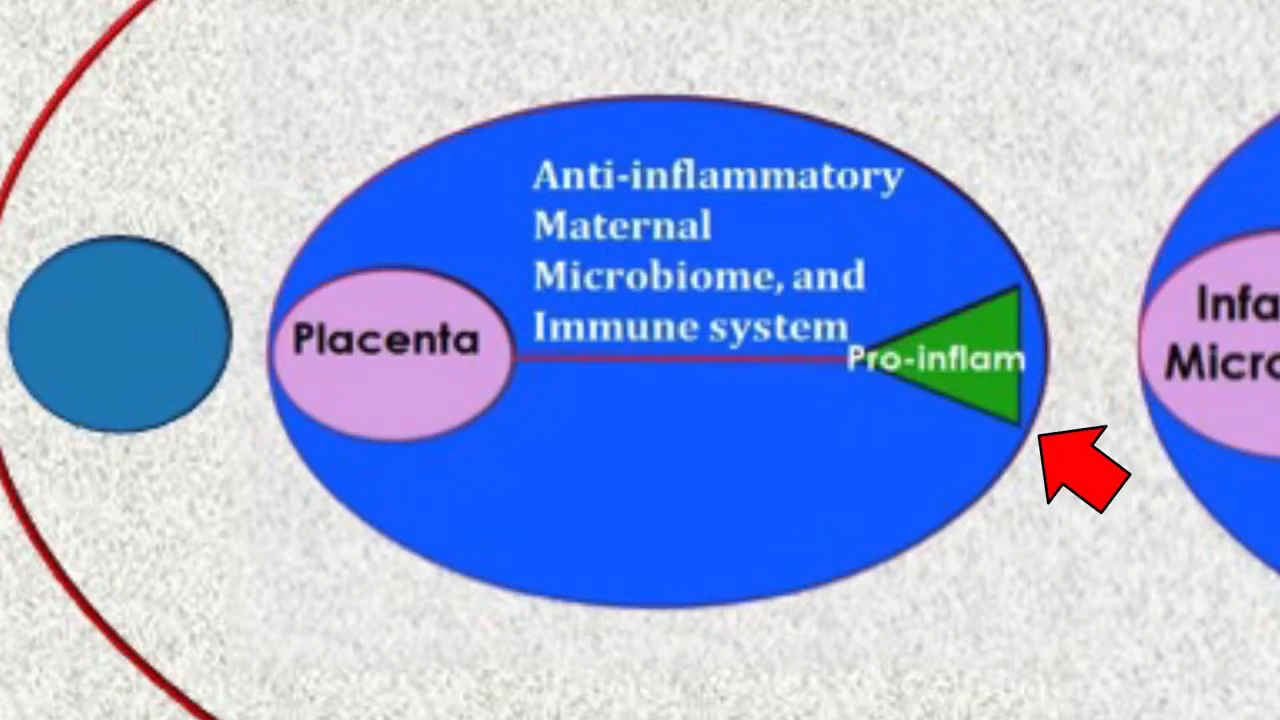 Anti-inflammatory
Maternal
Microbiome, and
Immune system
Placenta
Pro-inflam